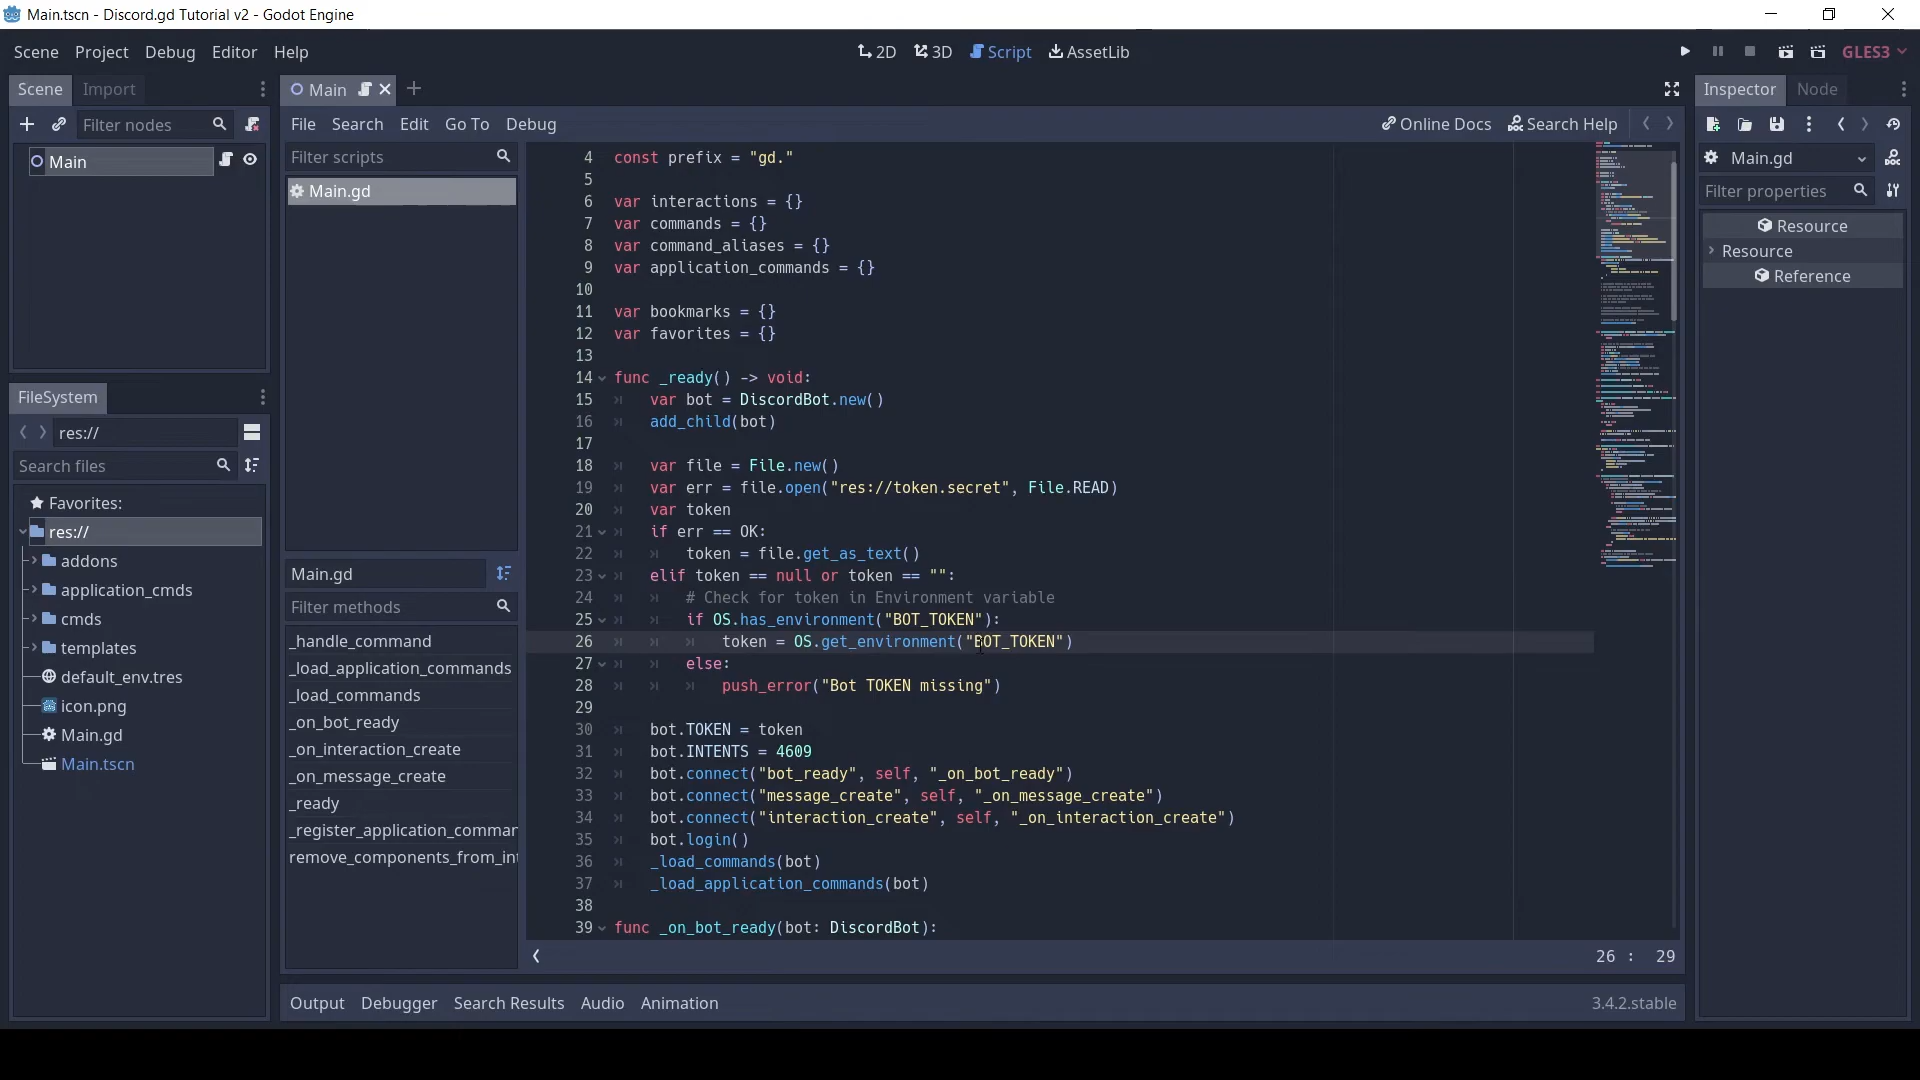 Main.tscn - Discord.gd Tutorial v2 - Godot Engine
Scene Project Debug Editor Help
2D 3D Script AssetLib
GLES3
Scene Import
Filter nodes
Main
FileSystem
res://
Search files
Favorites:
res://
addons
application_cmds
cmds
templates
default_env.tres
icon.png
Main.gd
Main.tscn
Main
File Search Edit Go To Debug
Online Docs Search Help
Filter scripts
Main.gd
Main.gd
Filter methods
_handle_command
_load_application_commands
_load_commands
_on_bot_ready
_on_interaction_create
_on_message_create
_ready
_register_application_comman
remove_components_from_int
4 const prefix = "gd."
5
6 var interactions = {}
7 var commands = {}
8 var command_aliases = {}
9 var application_commands = {}
10
11 var bookmarks = {}
12 var favorites = {}
13
14 func _ready() -> void:
15 var bot = DiscordBot.new()
16 add_child(bot)
17
18 var file = File.new()
19 var err = file.open("res://token.secret", File.READ)
20 var token
21 if err == OK:
22 token = file.get_as_text()
23 elif token == null or token == "":
24 # Check for token in Environment variable
25 if OS.has_environment("BOT_TOKEN"):
26 token = OS.get_environment("BOT_TOKEN")
27 else:
28 push_error("Bot TOKEN missing")
29
30 bot.TOKEN = token
31 bot.INTENTS = 4609
32 bot.connect("bot_ready", self, "_on_bot_ready")
33 bot.connect("message_create", self, "_on_message_create")
34 bot.connect("interaction_create", self, "_on_interaction_create")
35 bot.login()
36 _load_commands(bot)
37 _load_application_commands(bot)
38
39 func _on_bot_ready(bot: DiscordBot):
26 : 29
Output Debugger Search Results Audio Animation
3.4.2.stable
Inspector Node
Main.gd
Filter properties
Resource
Resource
Reference